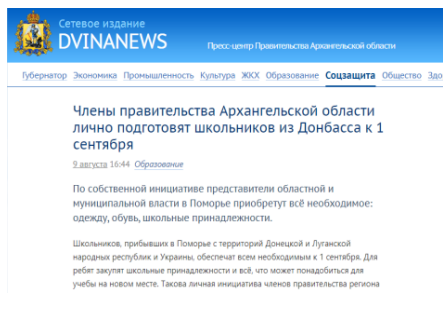 Сетевое издание
DVINANEWS
Пресс-центр Правительства Архангельской области
Губернатор Экономика Промышленность Культура ЖКХ Образование Соцзащита Общество Здо
Члены правительства Архангельской области
лично подготовят школьников из Донбасса к 1
сентября
9 августа 16:44 Образование
По собственной инициативе представители областной и
муниципальной власти в Поморье приобретут всё необходимое:
одежду, обувь, школьные принадлежности.
Школьников, прибывших в Поморье с территорий Донецкой и Луганской
народных республик и Украины, обеспечат всем необходимым к 1 сентября. Для
ребят закупят школьные принадлежности и всё, что может понадобиться для
учебы на новом месте. Такова личная инициатива членов правительства региона